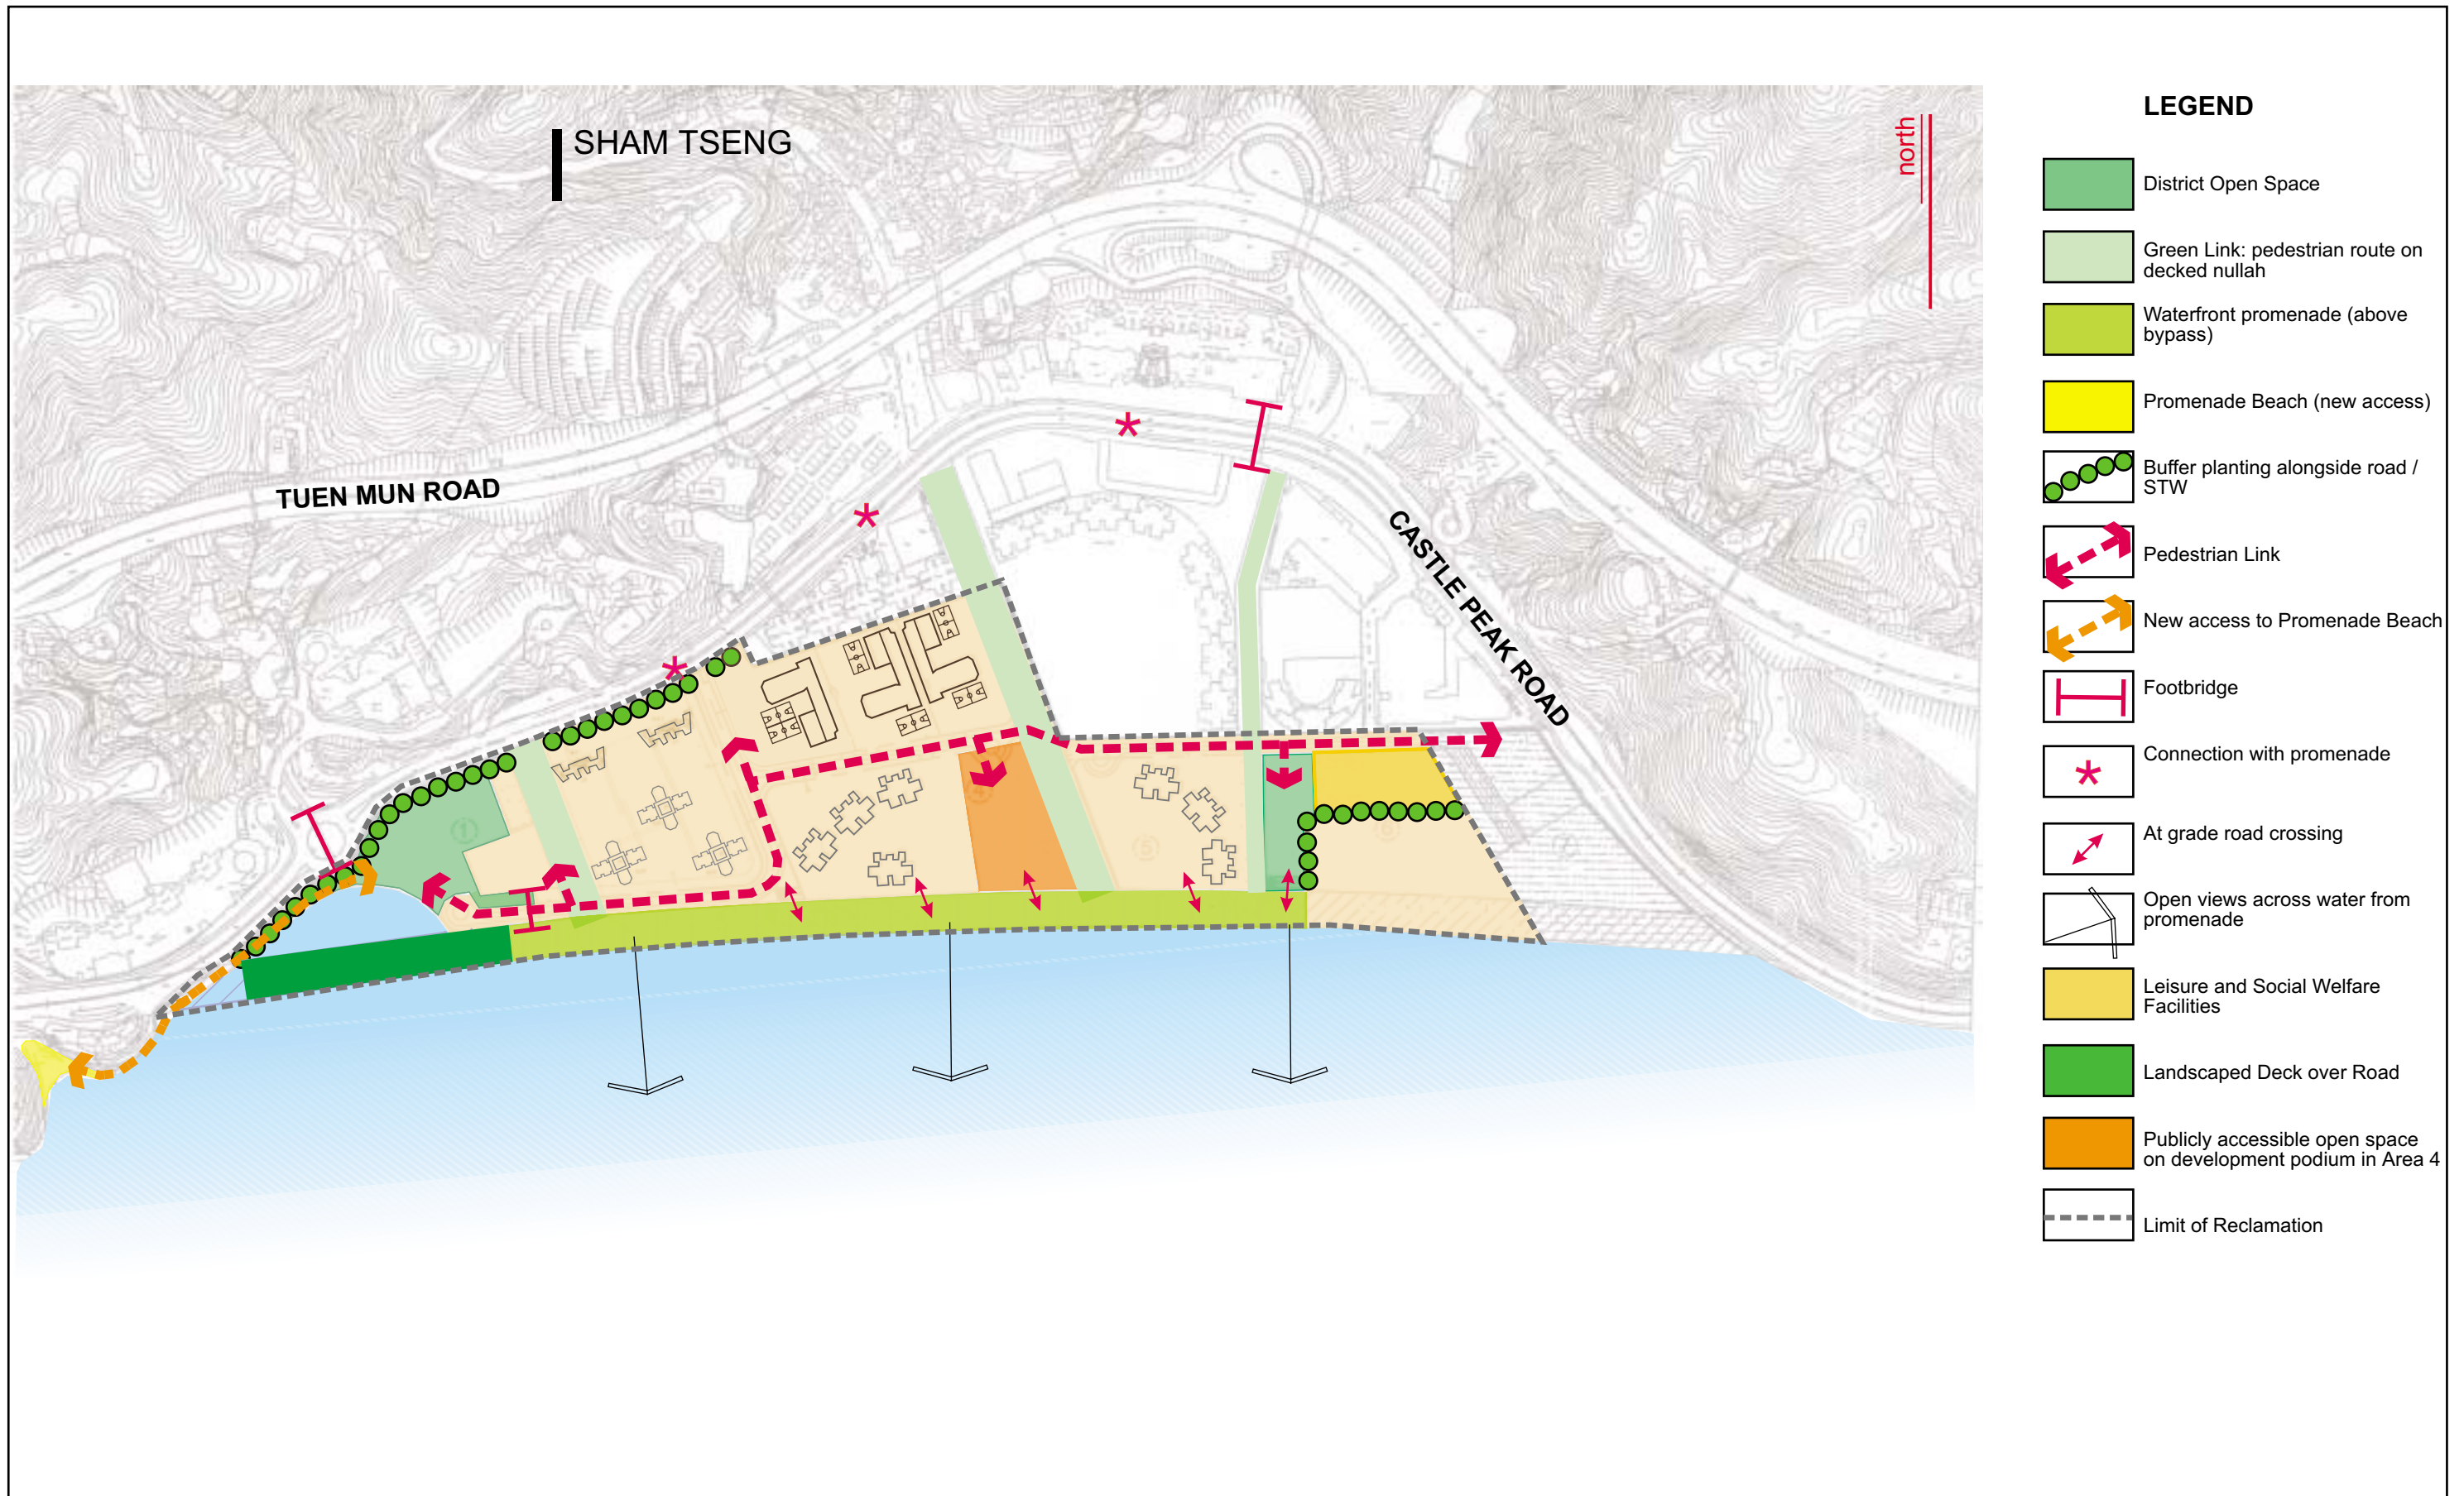 SHAM TSENG
north
TUEN MUN ROAD
CASTLE PEAK ROAD
1
5
LEGEND
District Open Space
Green Link: pedestrian route on
decked nullah
Waterfront promenade (above
bypass)
Promenade Beach (new access)
Buffer planting alongside road /
STW
Pedestrian Link
New access to Promenade Beach
Footbridge
Connection with promenade
At grade road crossing
Open views across water from
promenade
Leisure and Social Welfare
Facilities
Landscaped Deck over Road
Publicly accessible open space
on development podium in Area 4
Limit of Reclamation